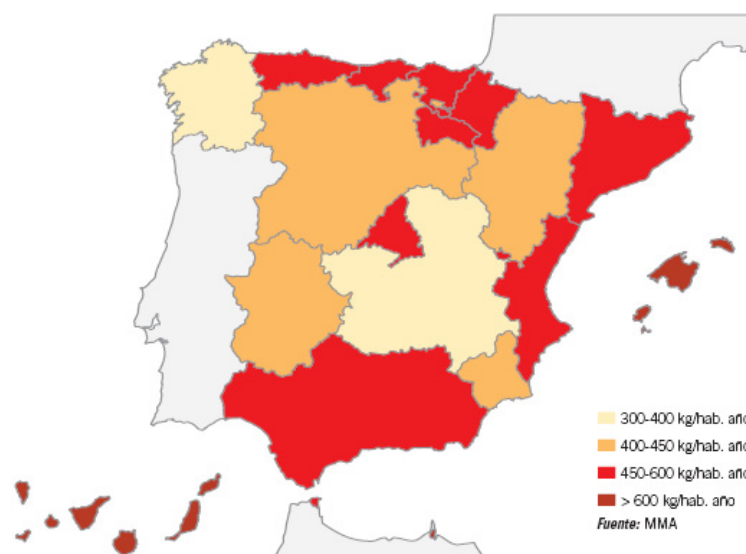 300-400 kg/hab. año
400-450 kg/hab. año
450-600 kg/hab. año
> 600 kg/hab. año
Fuente: MMA